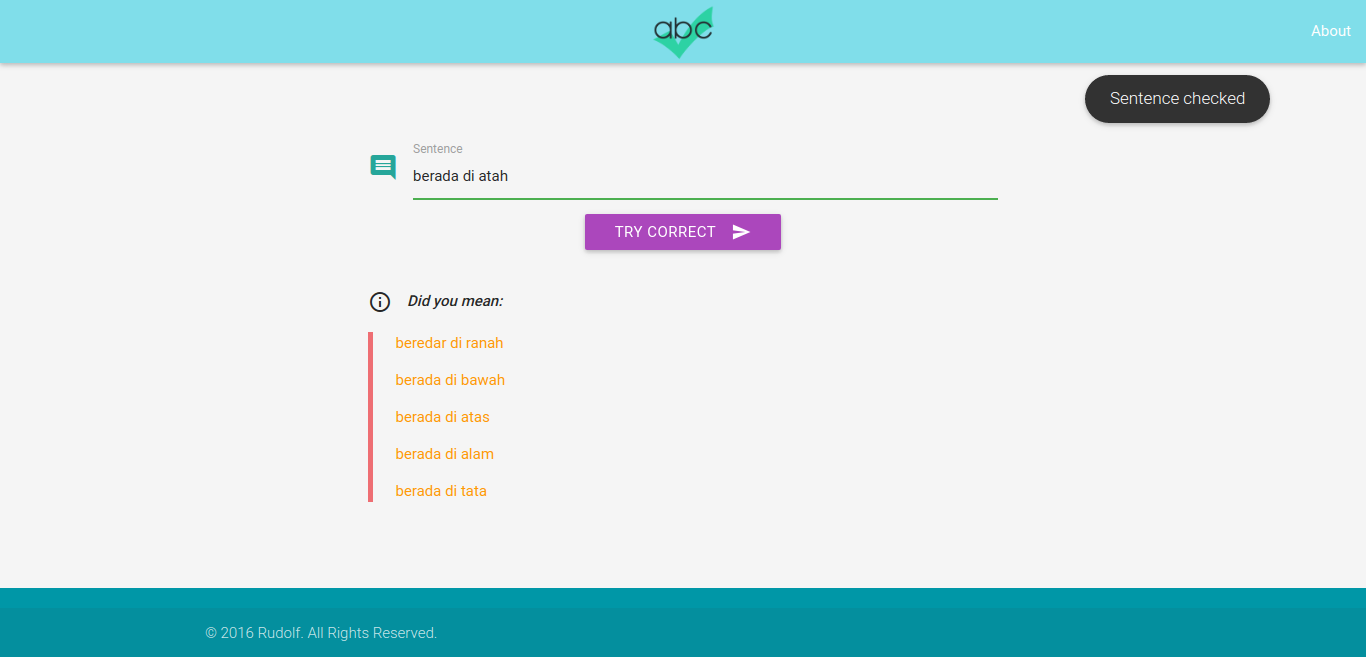 abc
About
Sentence checked
Sentence
berada di atah
TRY CORRECT
Did you mean:
beredar di ranah
berada di bawah
berada di atas
berada di alam
berada di tata
© 2016 Rudolf. All Rights Reserved.